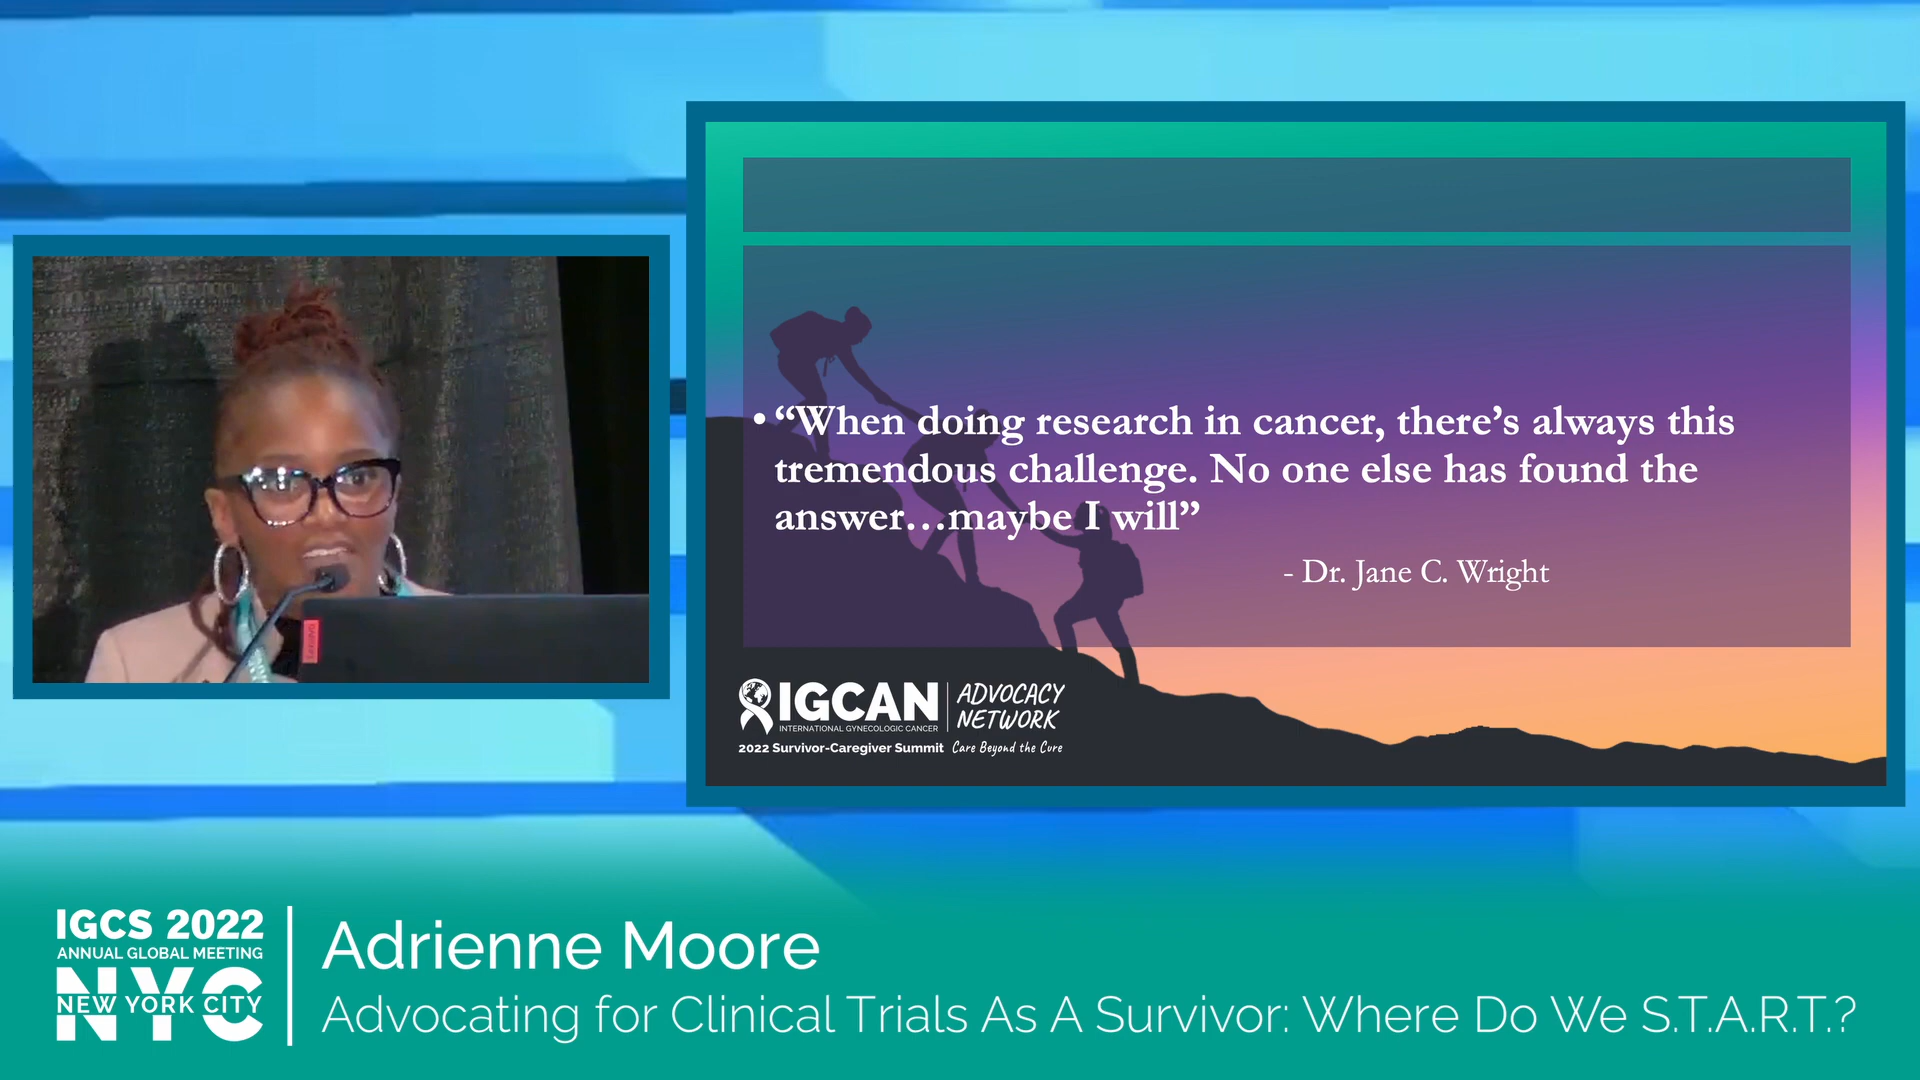 • “When doing research in cancer, there’s always this
tremendous challenge. No one else has found the
answer…maybe I will”
- Dr. Jane C. Wright
IGCAN
INTERNATIONAL GYNECOLOGIC CANCER
ADVOCACY
NETWORK
2022 Survivor-Caregiver Summit Care Beyond the Cure
IGCS 2022
ANNUAL GLOBAL MEETING
NYC
NEW YORK CITY
Adrienne Moore
Advocating for Clinical Trials As A Survivor: Where Do We S.T.A.R.T.?